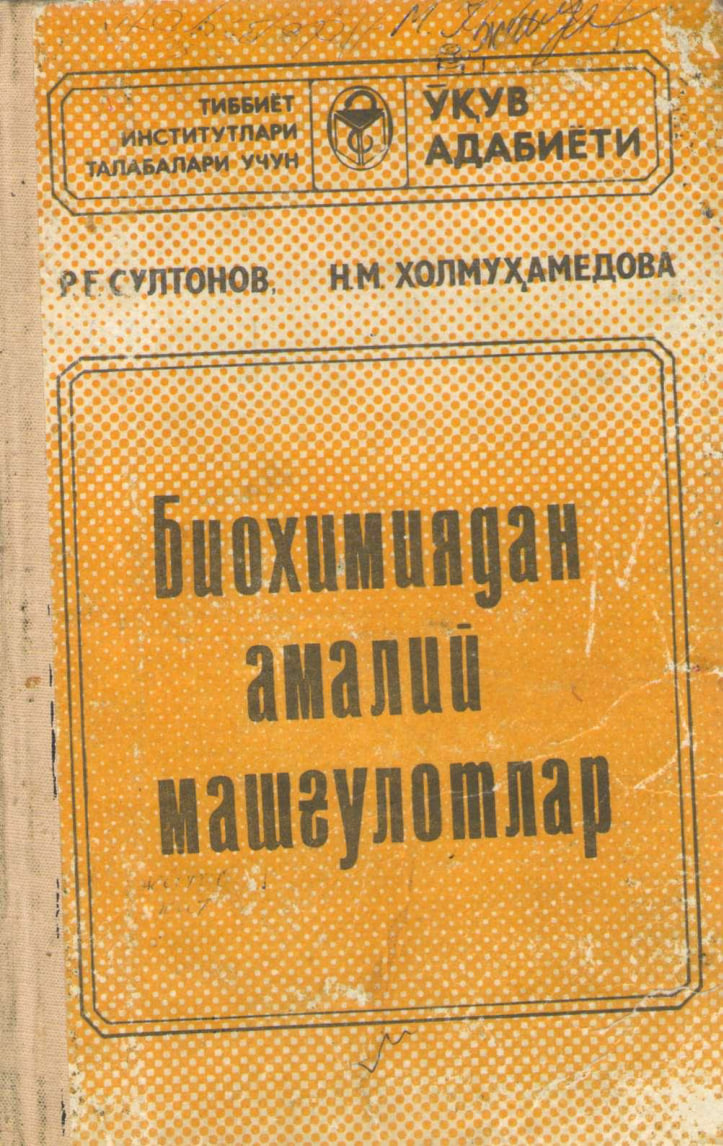 ТИББИЁТ
ИНСТИТУТЛАРИ
ТАЛАБАЛАРИ УЧУН
ЎҚУВ
АДАБИЁТИ
Р.Е.СУЛТОНОВ, Н.М. ХОЛМУҲАМЕДОВА
Биохимиядан
амалий
машғулотлар